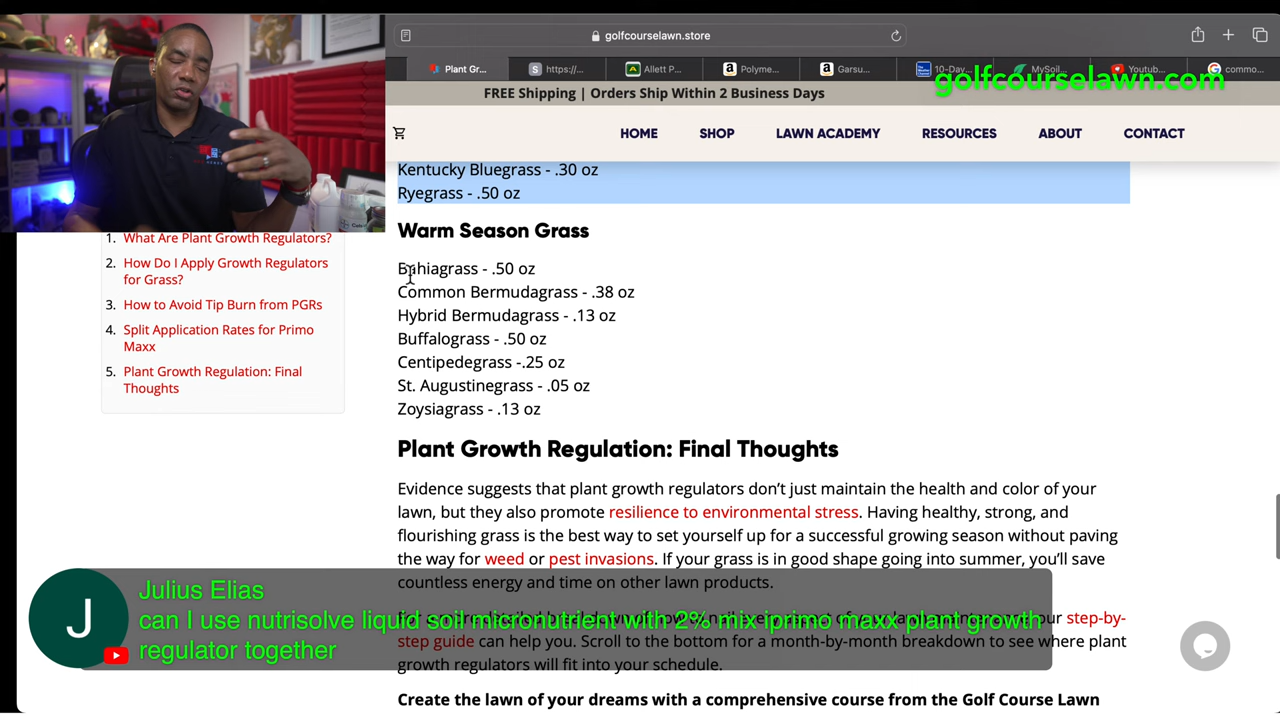 golfcourselawn.store
Plant Gr...
https://...
Allett P...
Polyme...
Garsu...
10-Day...
MySoil...
Youtub...
commo...
golfcourselawn.com
FREE Shipping | Orders Ship Within 2 Business Days
HOME
SHOP
LAWN ACADEMY
RESOURCES
ABOUT
CONTACT
Kentucky Bluegrass - .30 oz
Ryegrass - .50 oz
1. What Are Plant Growth Regulators?
2. How Do I Apply Growth Regulators
for Grass?
3. How to Avoid Tip Burn from PGRs
4. Split Application Rates for Primo
Maxx
5. Plant Growth Regulation: Final
Thoughts
Warm Season Grass
Bahiagrass - .50 oz
Common Bermudagrass - .38 oz
Hybrid Bermudagrass - .13 oz
Buffalograss - .50 oz
Centipedegrass -.25 oz
St. Augustinegrass - .05 oz
Zoysiagrass - .13 oz
Plant Growth Regulation: Final Thoughts
Evidence suggests that plant growth regulators don't just maintain the health and color of your
lawn, but they also promote resilience to environmental stress. Having healthy, strong, and
flourishing grass is the best way to set yourself up for a successful growing season without paving
the way for weed or pest invasions. If your grass is in good shape going into summer, you'll save
countless energy and time on other lawn products.
step-by-
step guide can help you. Scroll to the bottom for a month-by-month breakdown to see where plant
growth regulators will fit into your schedule.
Create the lawn of your dreams with a comprehensive course from the Golf Course Lawn
J
Julius Elias
can I use nutrisolve liquid soil micronutrient with 2% mix iprimo maxx plant growth
regulator together